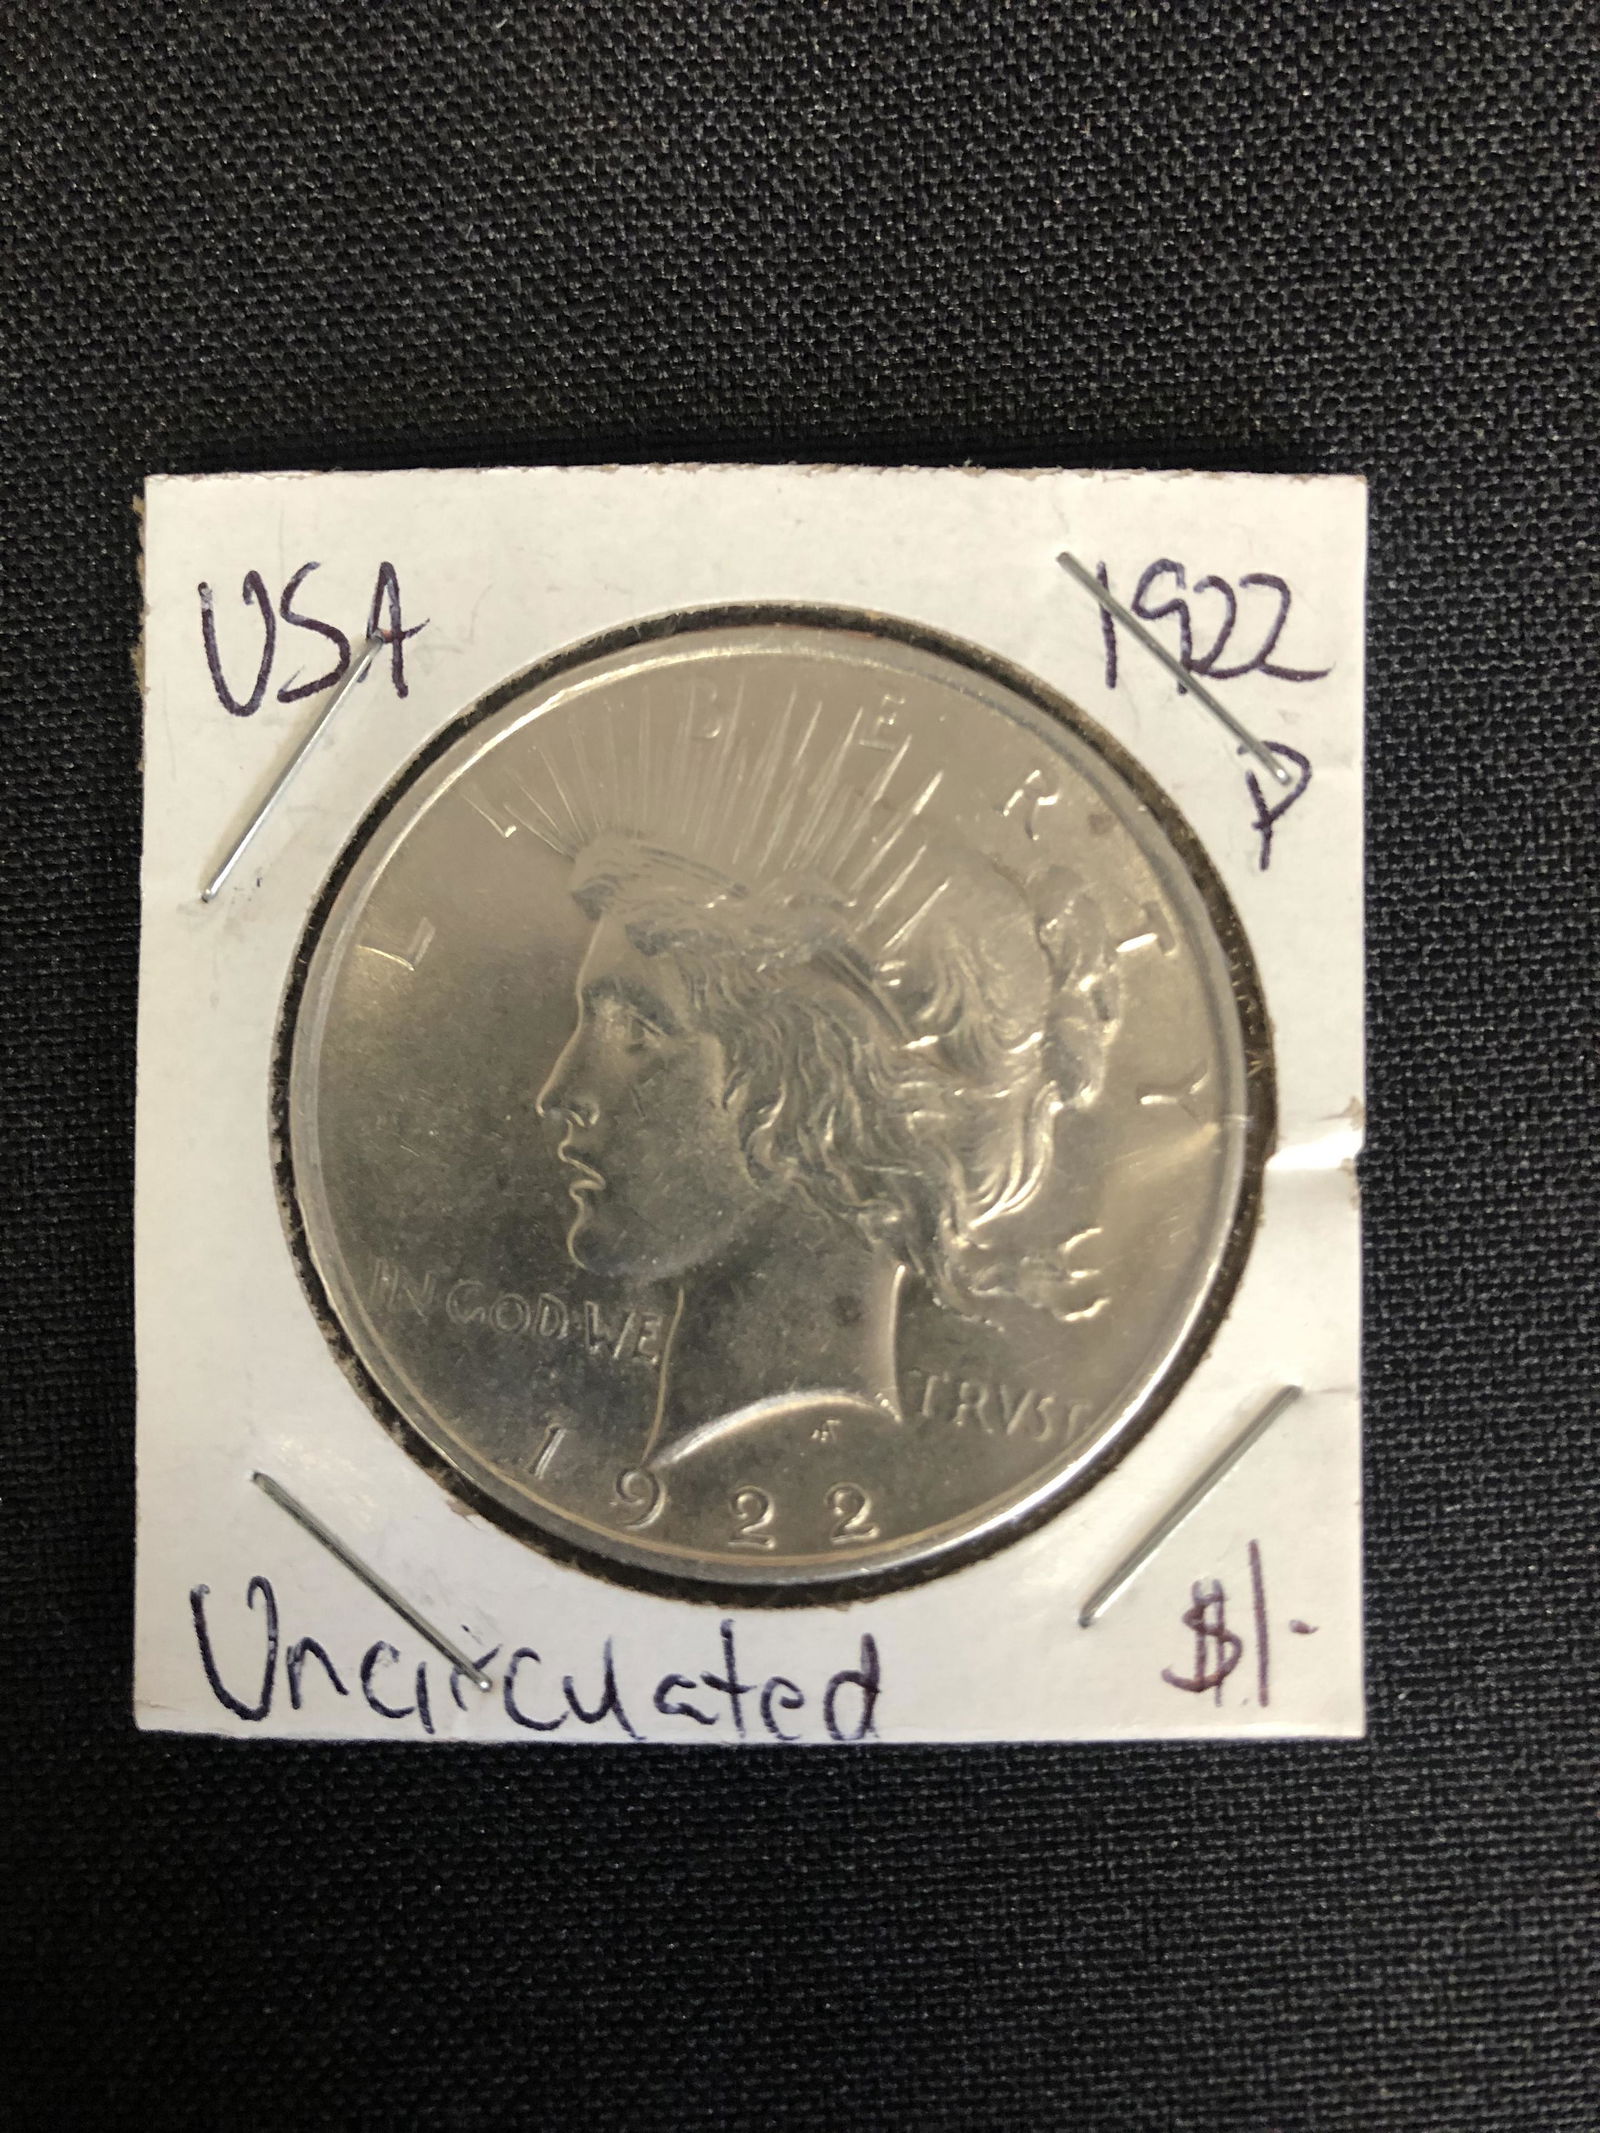 USA
1922
P
LIBERTY
IN GOD WE
TRVST
1922
Uncirculated
$1.